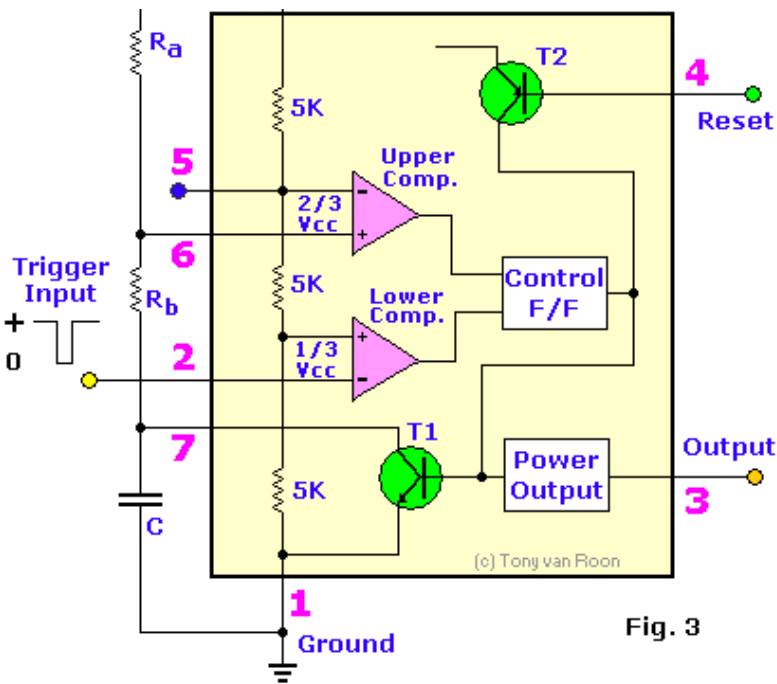 Ra
5K
T2
4
Reset
5
Upper
Comp.
2/3
Vcc
-
+
6
Trigger
Input
Rb
5K
Control
F/F
Lower
Comp.
+
0
1/3
Vcc
+
-
2
7
T1
Power
Output
Output
3
5K
C
(c) Tony van Roon
1
Ground
Fig. 3